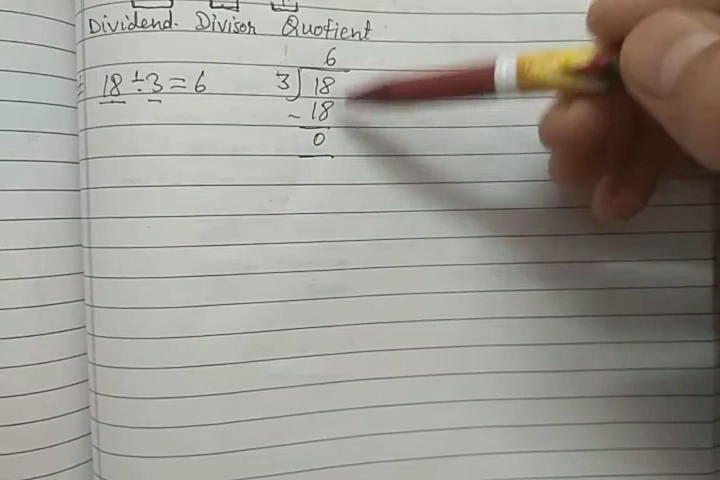 Dividend. Divisor Quotient
6
18 ÷ 3 = 6 3)18
- 18
0